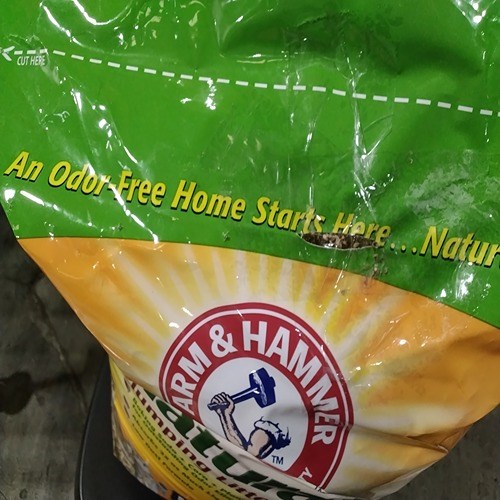 CUT HERE
An Odor-Free Home Starts Here...Natur
ARM & HAMMER
TM